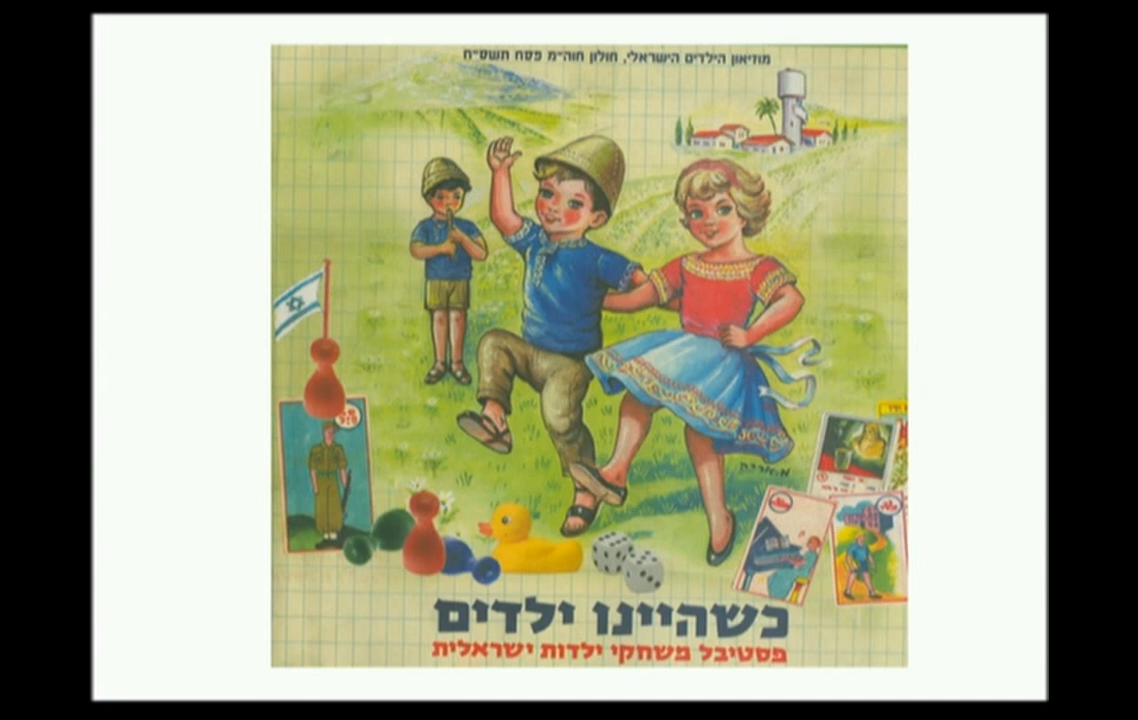 מוזיאון הילדים הישראלי, חולון חוה״מ פסח תשס״ח
כשהיינו ילדים
פסטיבל משחקי ילדות ישראלית